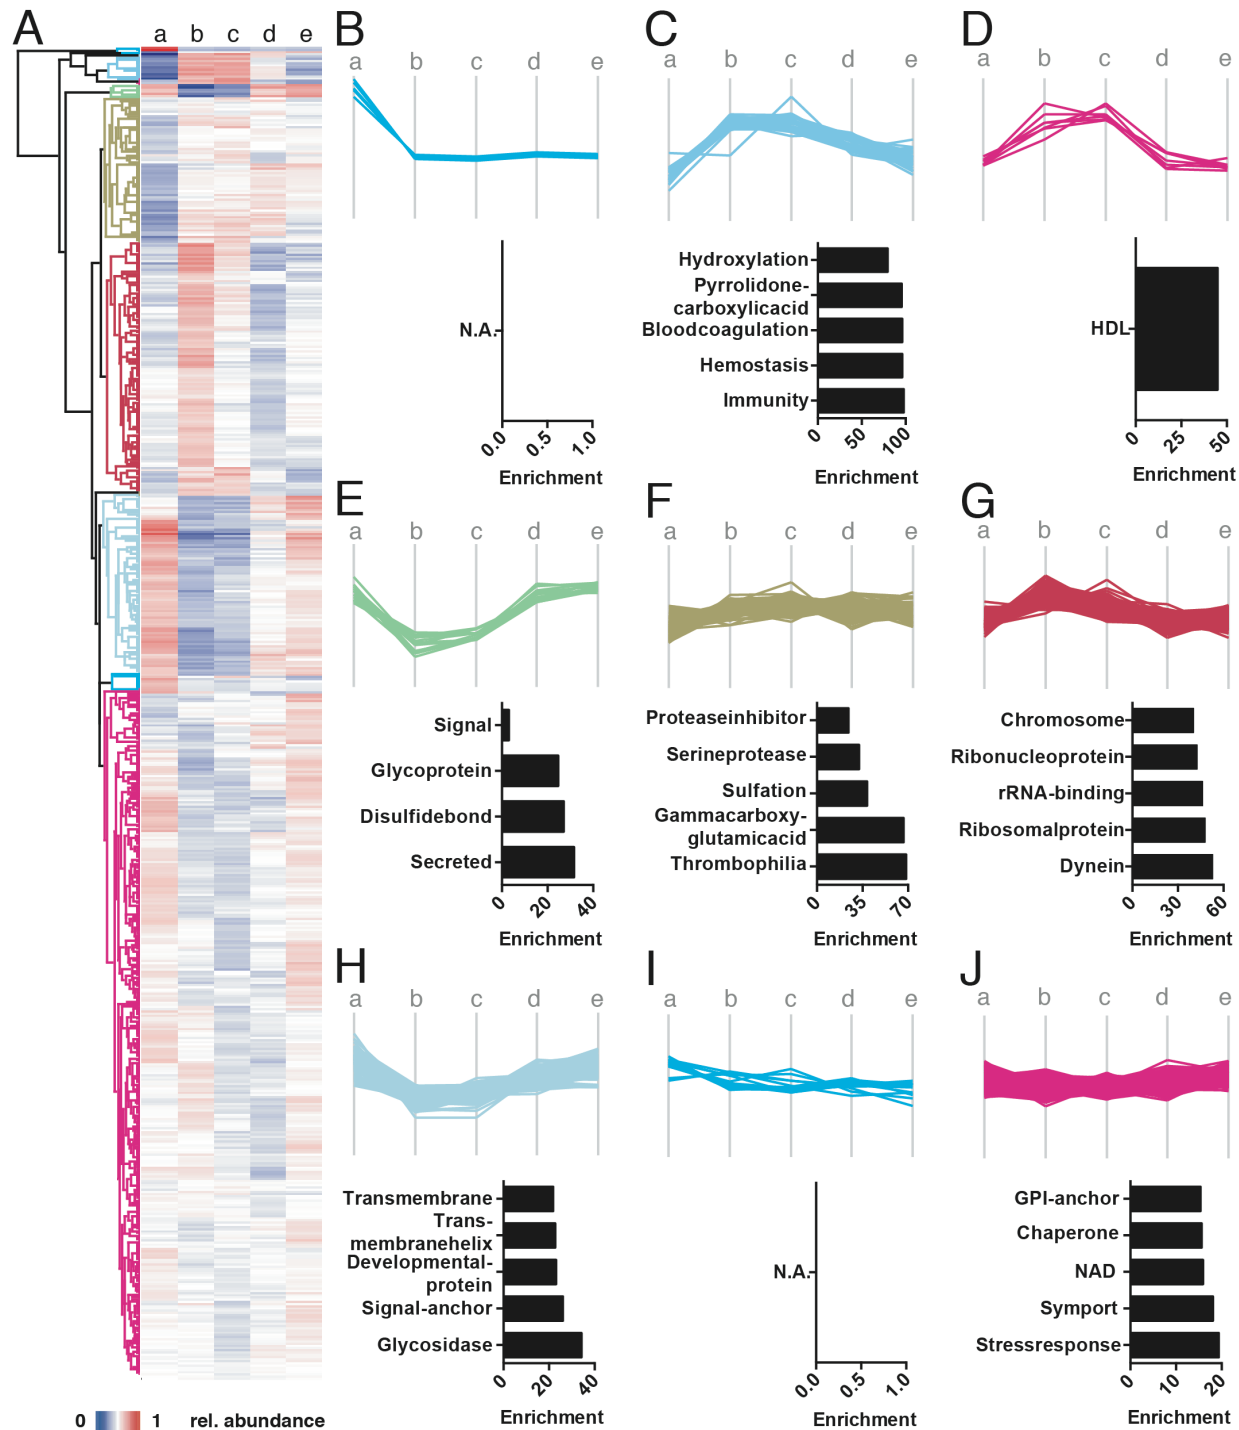 A
a b c d e
0 1 rel. abundance
B
a b c d e
N.A.
0.0 0.5 1.0
Enrichment
C
a b c d e
Hydroxylation
Pyrrolidone-
carboxylicacid
Bloodcoagulation
Hemostasis
Immunity
0 50 100
Enrichment
D
a b c d e
HDL
0 25 50
Enrichment
E
a b c d e
Signal
Glycoprotein
Disulfidebond
Secreted
0 20 40
Enrichment
F
a b c d e
Proteaseinhibitor
Serineprotease
Sulfation
Gammacarboxy-
glutamicacid
Thrombophilia
0 35 70
Enrichment
G
a b c d e
Chromosome
Ribonucleoprotein
rRNA-binding
Ribosomalprotein
Dynein
0 30 60
Enrichment
H
a b c d e
Transmembrane
Trans-
membranehelix
Developmental-
protein
Signal-anchor
Glycosidase
0 20 40
Enrichment
I
a b c d e
N.A.
0.0 0.5 1.0
Enrichment
J
a b c d e
GPI-anchor
Chaperone
NAD
Symport
Stressresponse
0 10 20
Enrichment